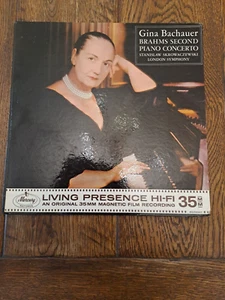 Gina Bachauer
BRAHMS SECOND
PIANO CONCERTO
STANISLAW SKROWACZEWSKI
LONDON SYMPHONY
LIVING PRESENCE HI-FI 35 MM
AN ORIGINAL 35MM MAGNETIC FILM RECORDING
Mercury